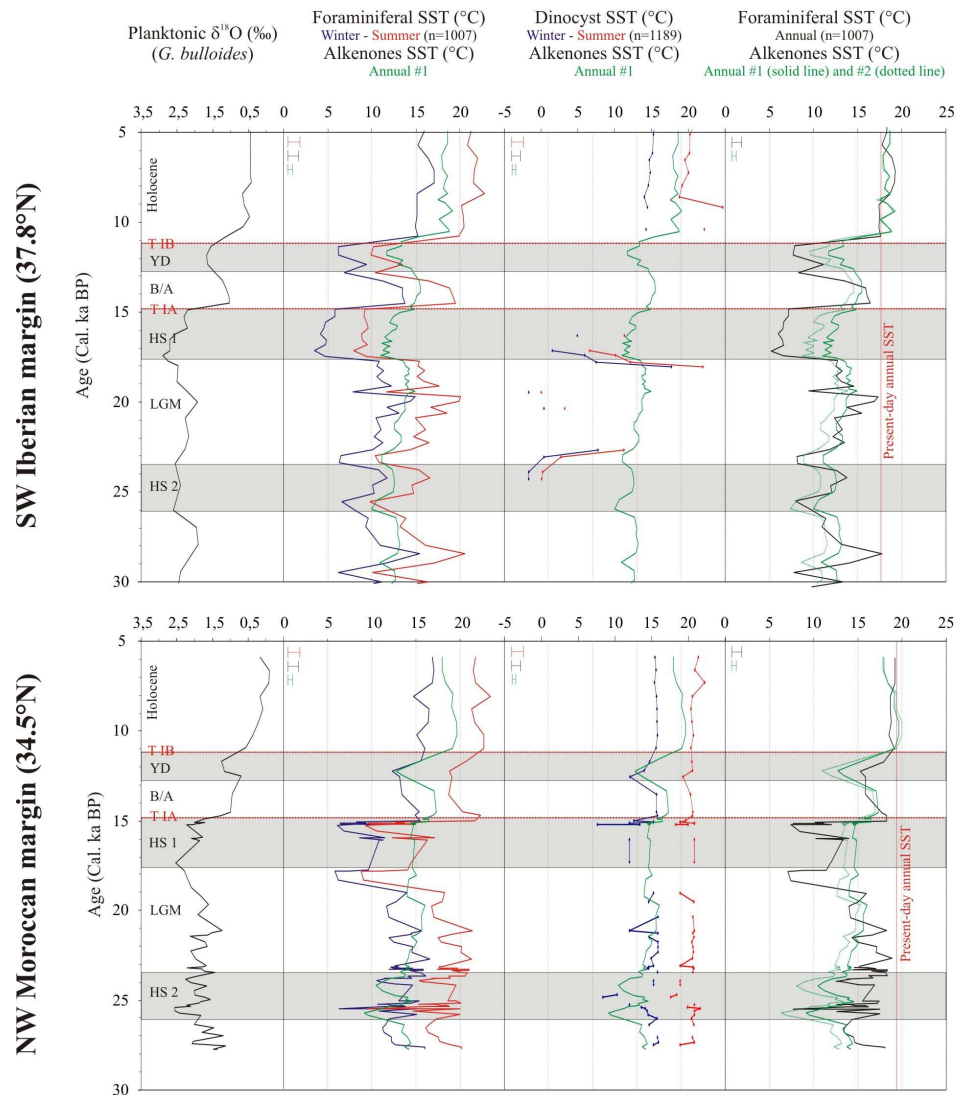 Planktonic δ¹⁸O (‰)
(G. bulloides)
Foraminiferal SST (°C)
Winter - Summer (n=1007)
Alkenones SST (°C)
Annual #1
Dinocyst SST (°C)
Winter - Summer (n=1189)
Alkenones SST (°C)
Annual #1
Foraminiferal SST (°C)
Annual (n=1007)
Alkenones SST (°C)
Annual #1 (solid line) and #2 (dotted line)
SW Iberian margin (37.8°N)
3,5 2,5 1,5 0,5 0 5 10 15 20 -5 0 5 10 15 20 0 5 10 15 20 25
Age (Cal. ka BP)
5
10
15
20
25
30
Holocene
T IB
YD
B/A
T IA
HS 1
LGM
HS 2
Present-day annual SST
NW Moroccan margin (34.5°N)
3,5 2,5 1,5 0,5 0 5 10 15 20 -5 0 5 10 15 20 0 5 10 15 20 25
Age (Cal. ka BP)
5
10
15
20
25
30
Holocene
T IB
YD
B/A
T IA
HS 1
LGM
HS 2
Present-day annual SST